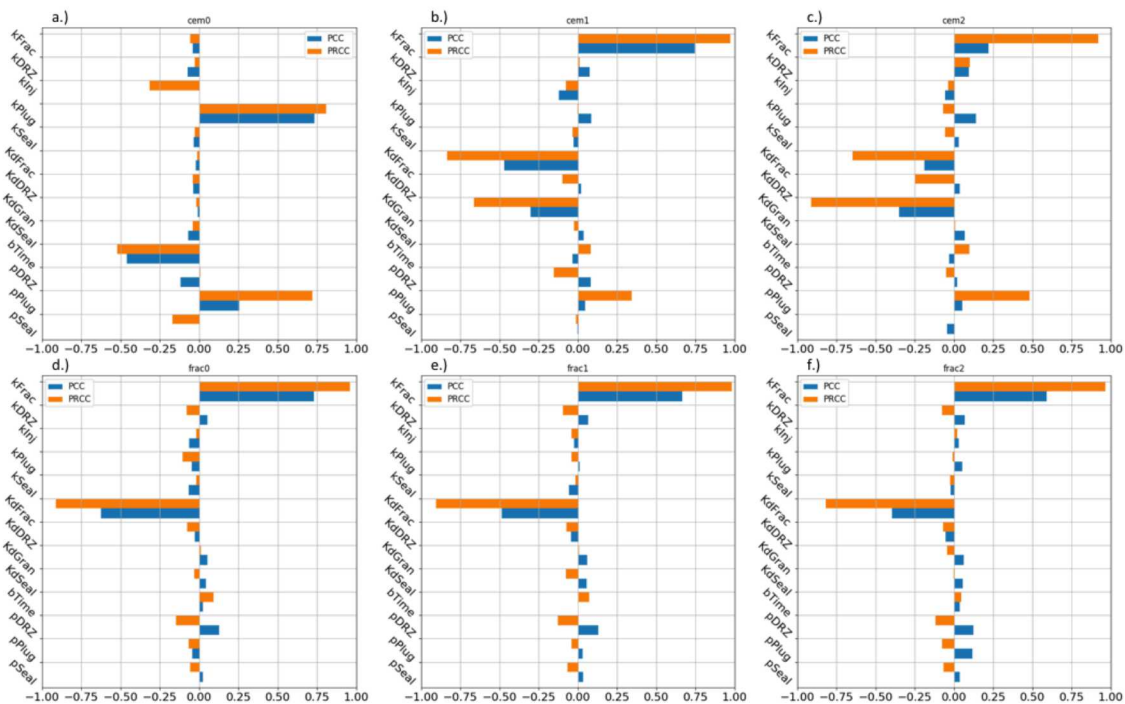 a.) cem0
PCC
PRCC
kFrac
kDRZ
kInj
kPlug
kSeal
KdFrac
KdDRZ
KdGran
KdSeal
bTime
pDRZ
pPlug
pSeal
−1.00 −0.75 −0.50 −0.25 0.00 0.25 0.50 0.75 1.00
b.) cem1
PCC
PRCC
kFrac
kDRZ
kInj
kPlug
kSeal
KdFrac
KdDRZ
KdGran
KdSeal
bTime
pDRZ
pPlug
pSeal
−1.00 −0.75 −0.50 −0.25 0.00 0.25 0.50 0.75 1.00
c.) cem2
PCC
PRCC
kFrac
kDRZ
kInj
kPlug
kSeal
KdFrac
KdDRZ
KdGran
KdSeal
bTime
pDRZ
pPlug
pSeal
−1.00 −0.75 −0.50 −0.25 0.00 0.25 0.50 0.75 1.00
d.) frac0
PCC
PRCC
kFrac
kDRZ
kInj
kPlug
kSeal
KdFrac
KdDRZ
KdGran
KdSeal
bTime
pDRZ
pPlug
pSeal
−1.00 −0.75 −0.50 −0.25 0.00 0.25 0.50 0.75 1.00
e.) frac1
PCC
PRCC
kFrac
kDRZ
kInj
kPlug
kSeal
KdFrac
KdDRZ
KdGran
KdSeal
bTime
pDRZ
pPlug
pSeal
−1.00 −0.75 −0.50 −0.25 0.00 0.25 0.50 0.75 1.00
f.) frac2
PCC
PRCC
kFrac
kDRZ
kInj
kPlug
kSeal
KdFrac
KdDRZ
KdGran
KdSeal
bTime
pDRZ
pPlug
pSeal
−1.00 −0.75 −0.50 −0.25 0.00 0.25 0.50 0.75 1.00